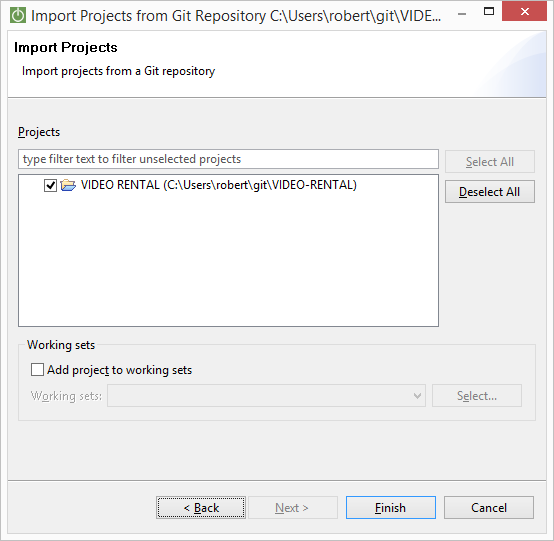 Import Projects from Git Repository C:\Users\robert\git\VIDE...
Import Projects
Import projects from a Git repository
Projects
type filter text to filter unselected projects
Select All
VIDEO RENTAL (C:\Users\robert\git\VIDEO-RENTAL)
Deselect All
Working sets
Add project to working sets
Working sets:
Select...
< Back
Next >
Finish
Cancel